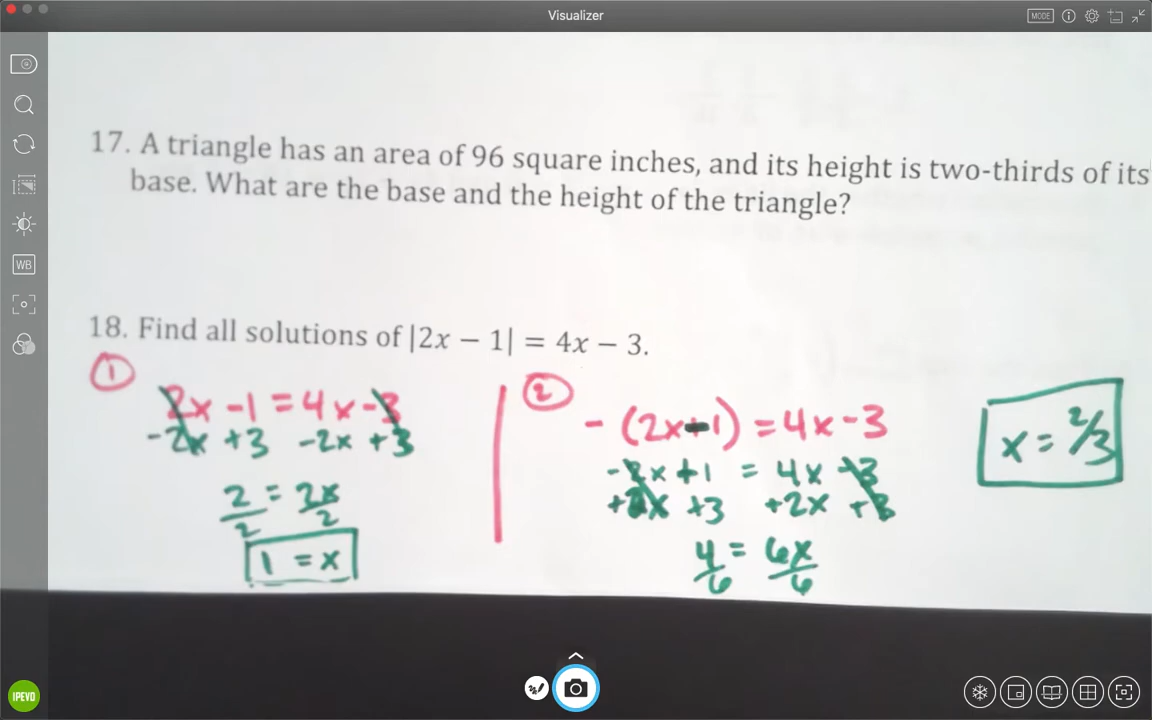 Visualizer
MODE
17. A triangle has an area of 96 square inches, and its height is two-thirds of its
base. What are the base and the height of the triangle?
18. Find all solutions of |2x − 1| = 4x − 3.
1
2x - 1 = 4x - 3
-2x +3 -2x +3
2/2 = 2x/2
1 = x
2
- (2x - 1) = 4x - 3
-2x + 1 = 4x - 3
+2x +3 +2x +3
4/6 = 6x/6
x = 2/3
WB
IPEVO